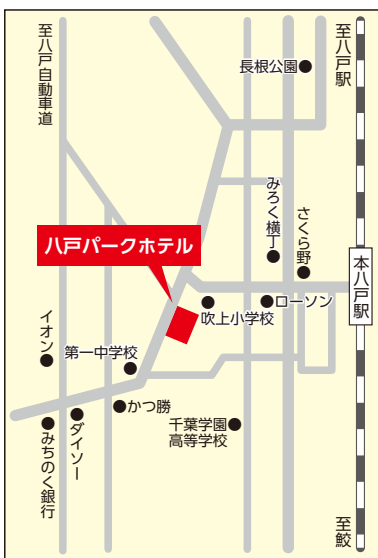 至八戸自動車道
至八戸駅
長根公園
みろく横丁
さくら野
八戸パークホテル
本八戸駅
ローソン
吹上小学校
イオン
第一中学校
かつ勝
ダイソー
みちのく銀行
千葉学園
高等学校
至鮫